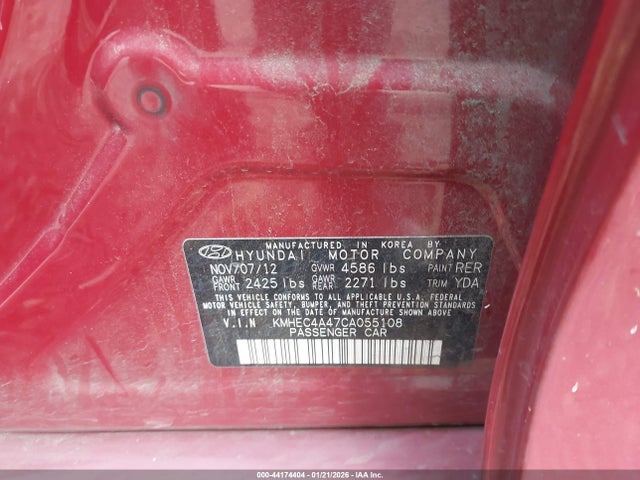 MANUFACTURED IN KOREA BY
HYUNDAI MOTOR COMPANY
NOV/07/12 GVWR 4586 lbs PAINT RER
GAWR FRONT 2425 lbs GAWR REAR 2271 lbs TRIM YDA
THIS VEHICLE CONFORMS TO ALL APPLICABLE U.S.A. FEDERAL
MOTOR VEHICLE SAFETY, BUMPER, AND THEFT PREVENTION STANDARDS
IN EFFECT ON THE DATE OF MANUFACTURE SHOWN ABOVE.
V.I.N KMHEC4A47CA055108
PASSENGER CAR
000-44174404 - 01/21/2026 - IAA Inc.